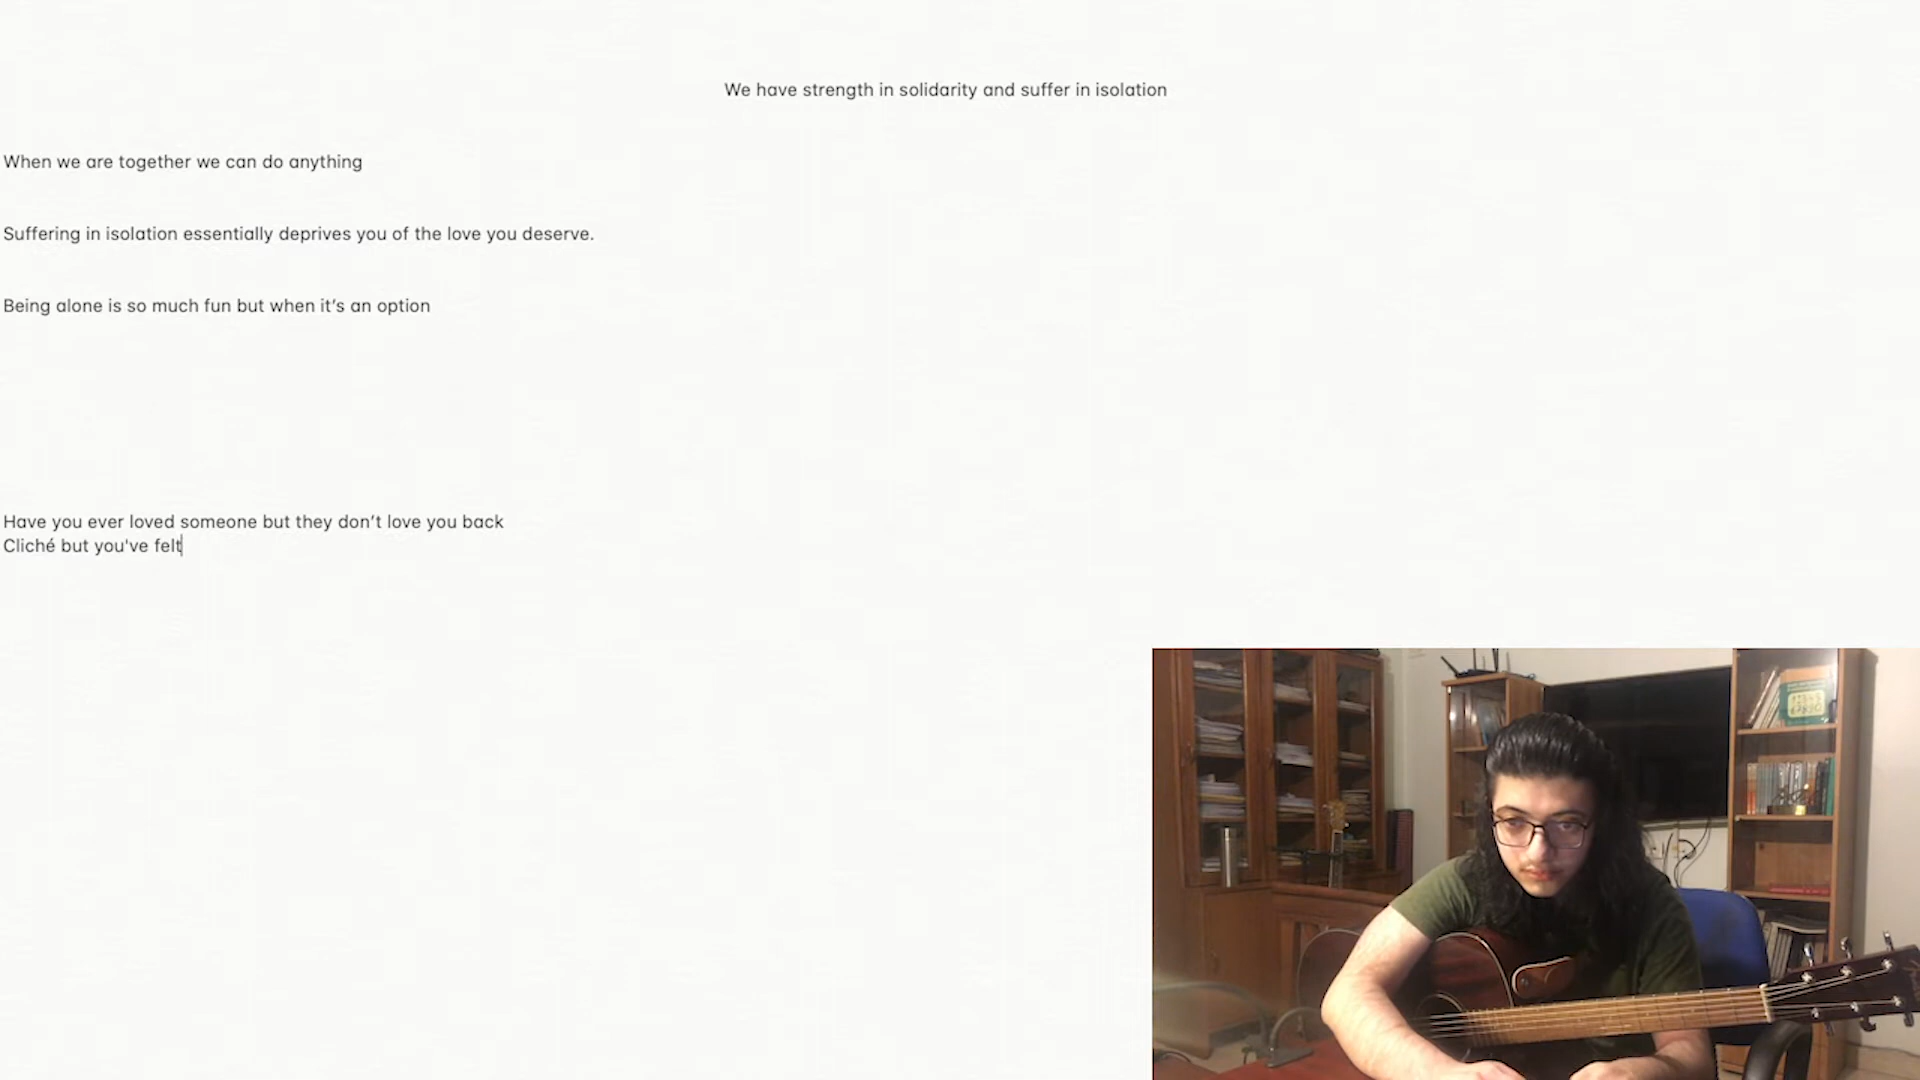 We have strength in solidarity and suffer in isolation
When we are together we can do anything
Suffering in isolation essentially deprives you of the love you deserve.
Being alone is so much fun but when it’s an option
Have you ever loved someone but they don’t love you back
Cliché but you've felt